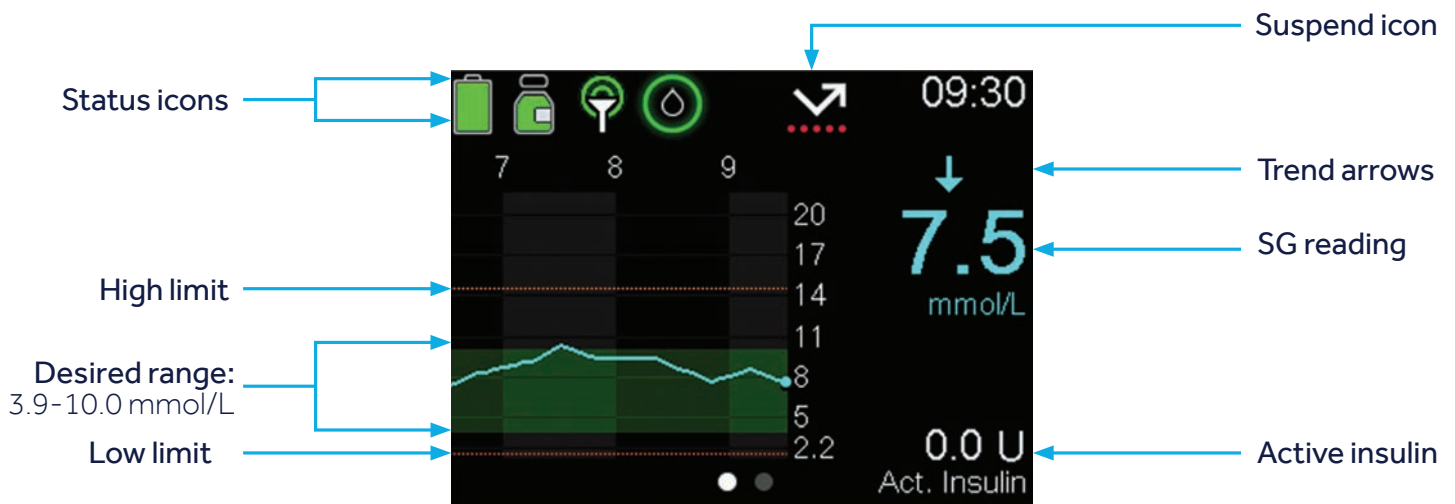 Suspend icon
Status icons
09:30
7 8 9
Trend arrows
20
7.5
SG reading
17
High limit
14
mmol/L
11
Desired range:
3.9-10.0 mmol/L
8
5
Low limit
2.2
0.0 U
Active insulin
Act. Insulin